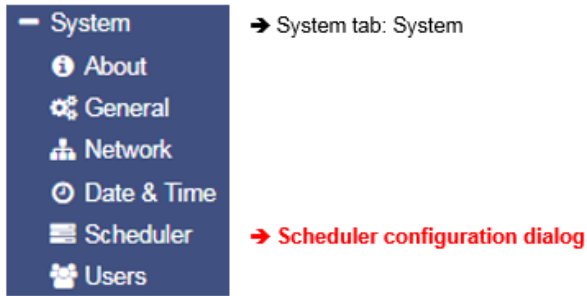 System ➔ System tab: System
About
General
Network
Date & Time
Scheduler ➔ Scheduler configuration dialog
Users